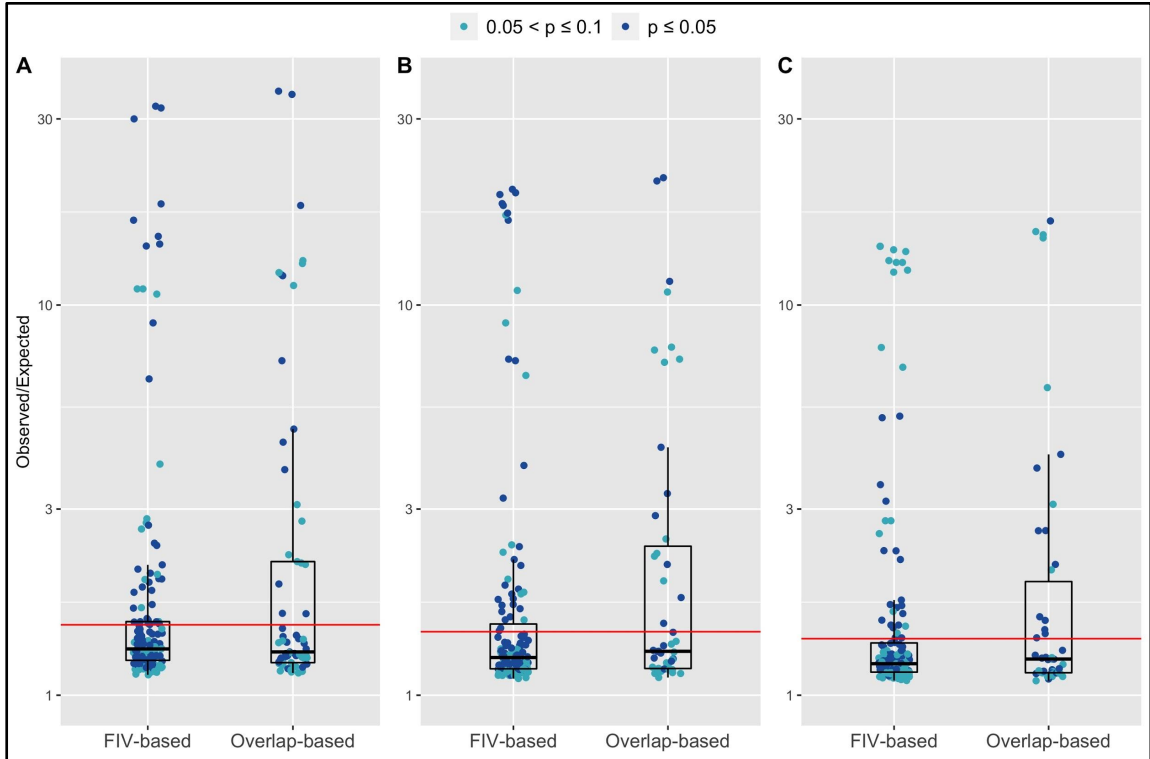 0.05 < p ≤ 0.1 p ≤ 0.05
A B C
30 30 30
10 10 10
Observed/Expected
3 3 3
1 1 1
FIV-based Overlap-based FIV-based Overlap-based FIV-based Overlap-based